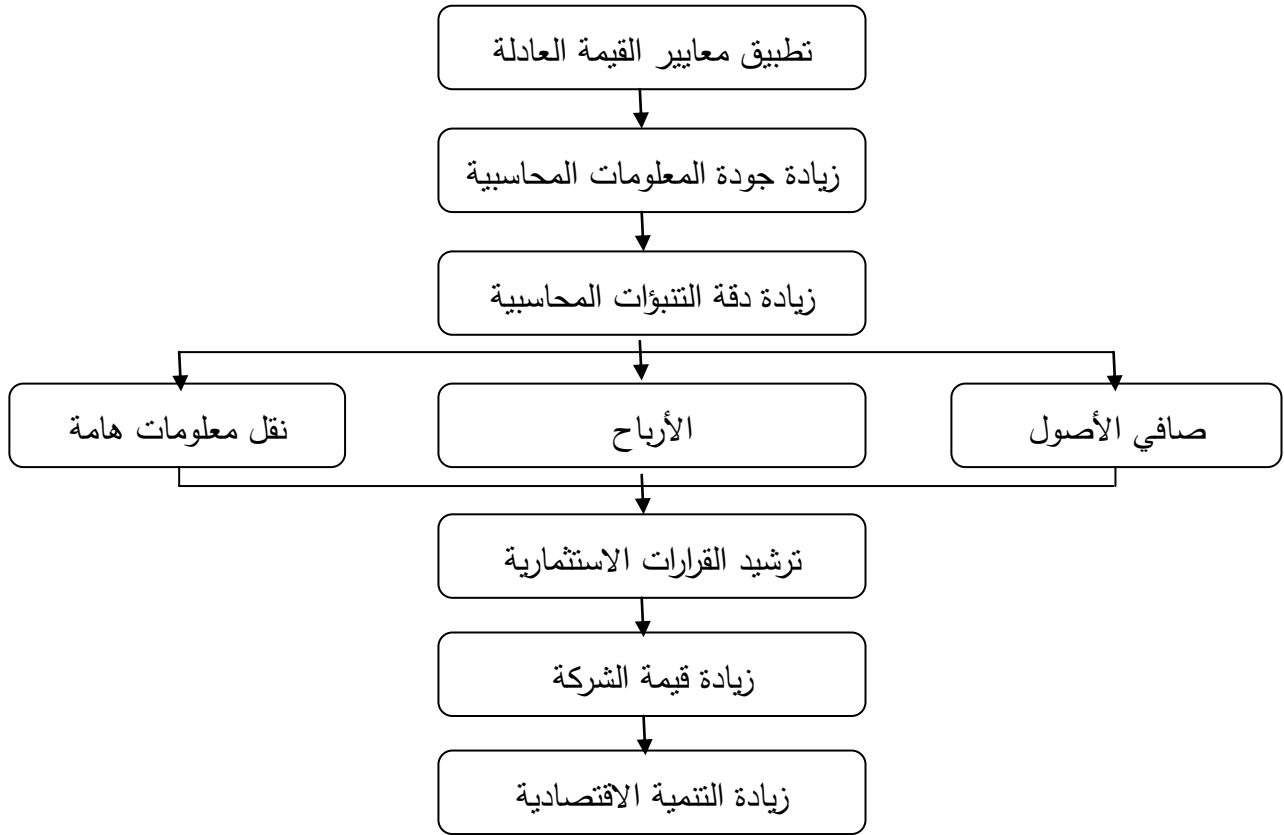 تطبيق معايير القيمة العادلة
زيادة جودة المعلومات المحاسبية
زيادة دقة التنبؤات المحاسبية
صافي الأصول
الأرباح
نقل معلومات هامة
ترشيد القرارات الاستثمارية
زيادة قيمة الشركة
زيادة التنمية الاقتصادية